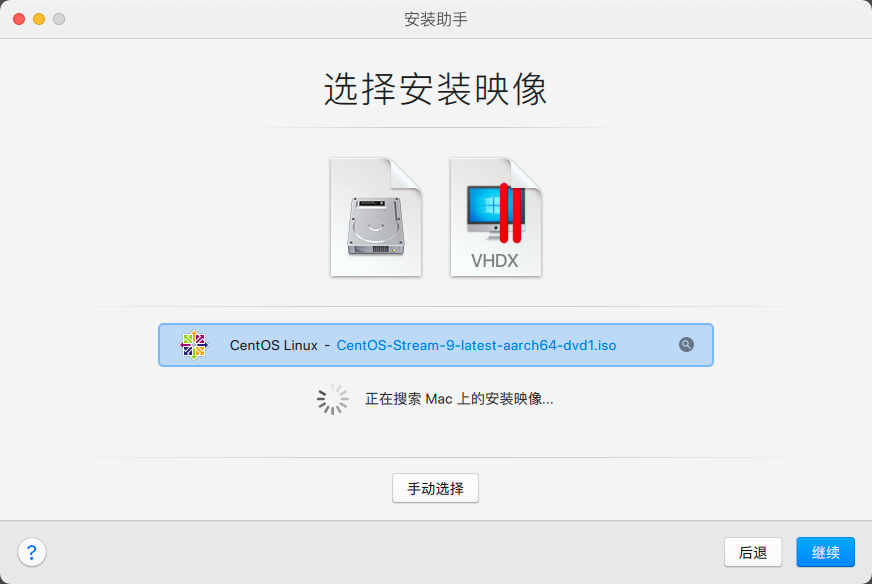 安装助手
选择安装映像
VHDX
CentOS Linux - CentOS-Stream-9-latest-aarch64-dvd1.iso
正在搜索 Mac 上的安装映像...
手动选择
?
后退
继续